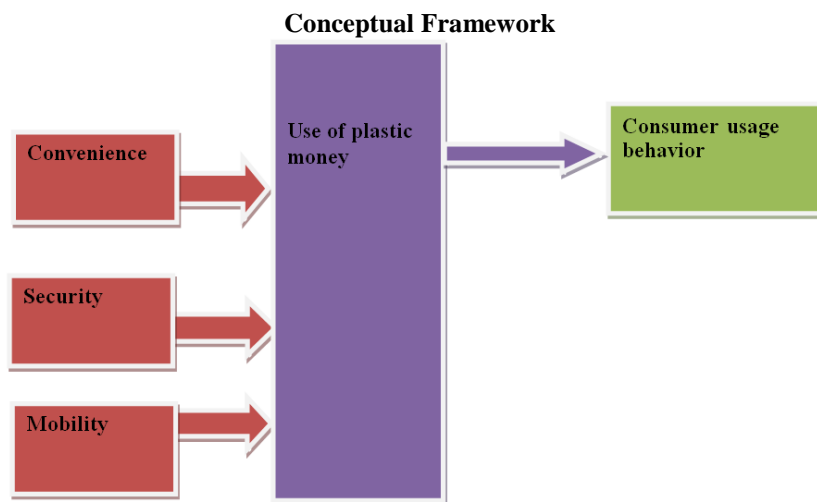 Conceptual Framework
Convenience
Security
Mobility
Use of plastic
money
Consumer usage
behavior